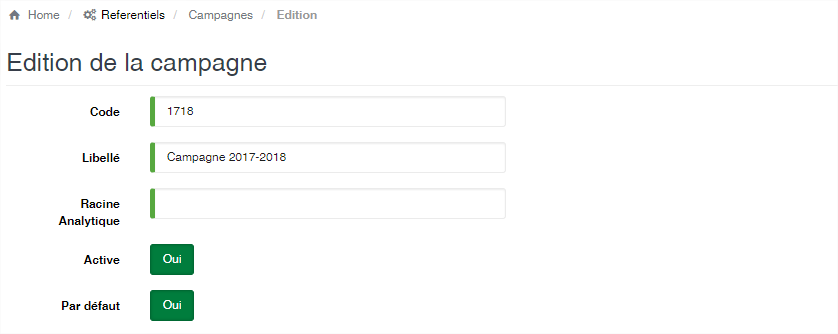 Home / Referentiels / Campagnes / Edition
Edition de la campagne
Code 1718
Libellé Campagne 2017-2018
Racine
Analytique
Active Oui
Par défaut Oui